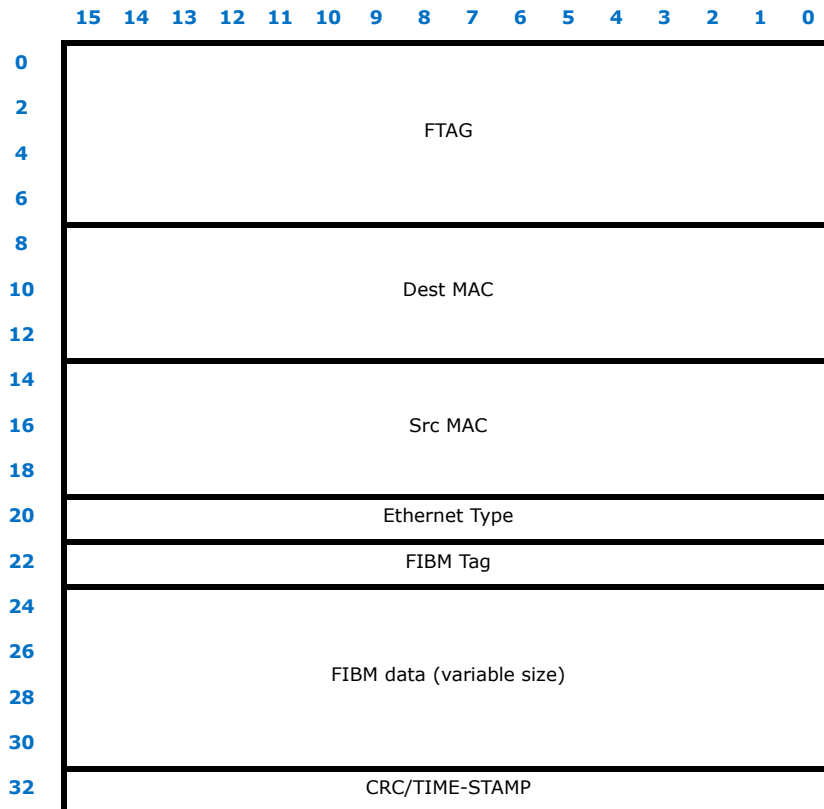 15 14 13 12 11 10 9 8 7 6 5 4 3 2 1 0
0
2
FTAG
4
6
8
10 Dest MAC
12
14
16 Src MAC
18
20 Ethernet Type
22 FIBM Tag
24
26
FIBM data (variable size)
28
30
32 CRC/TIME-STAMP